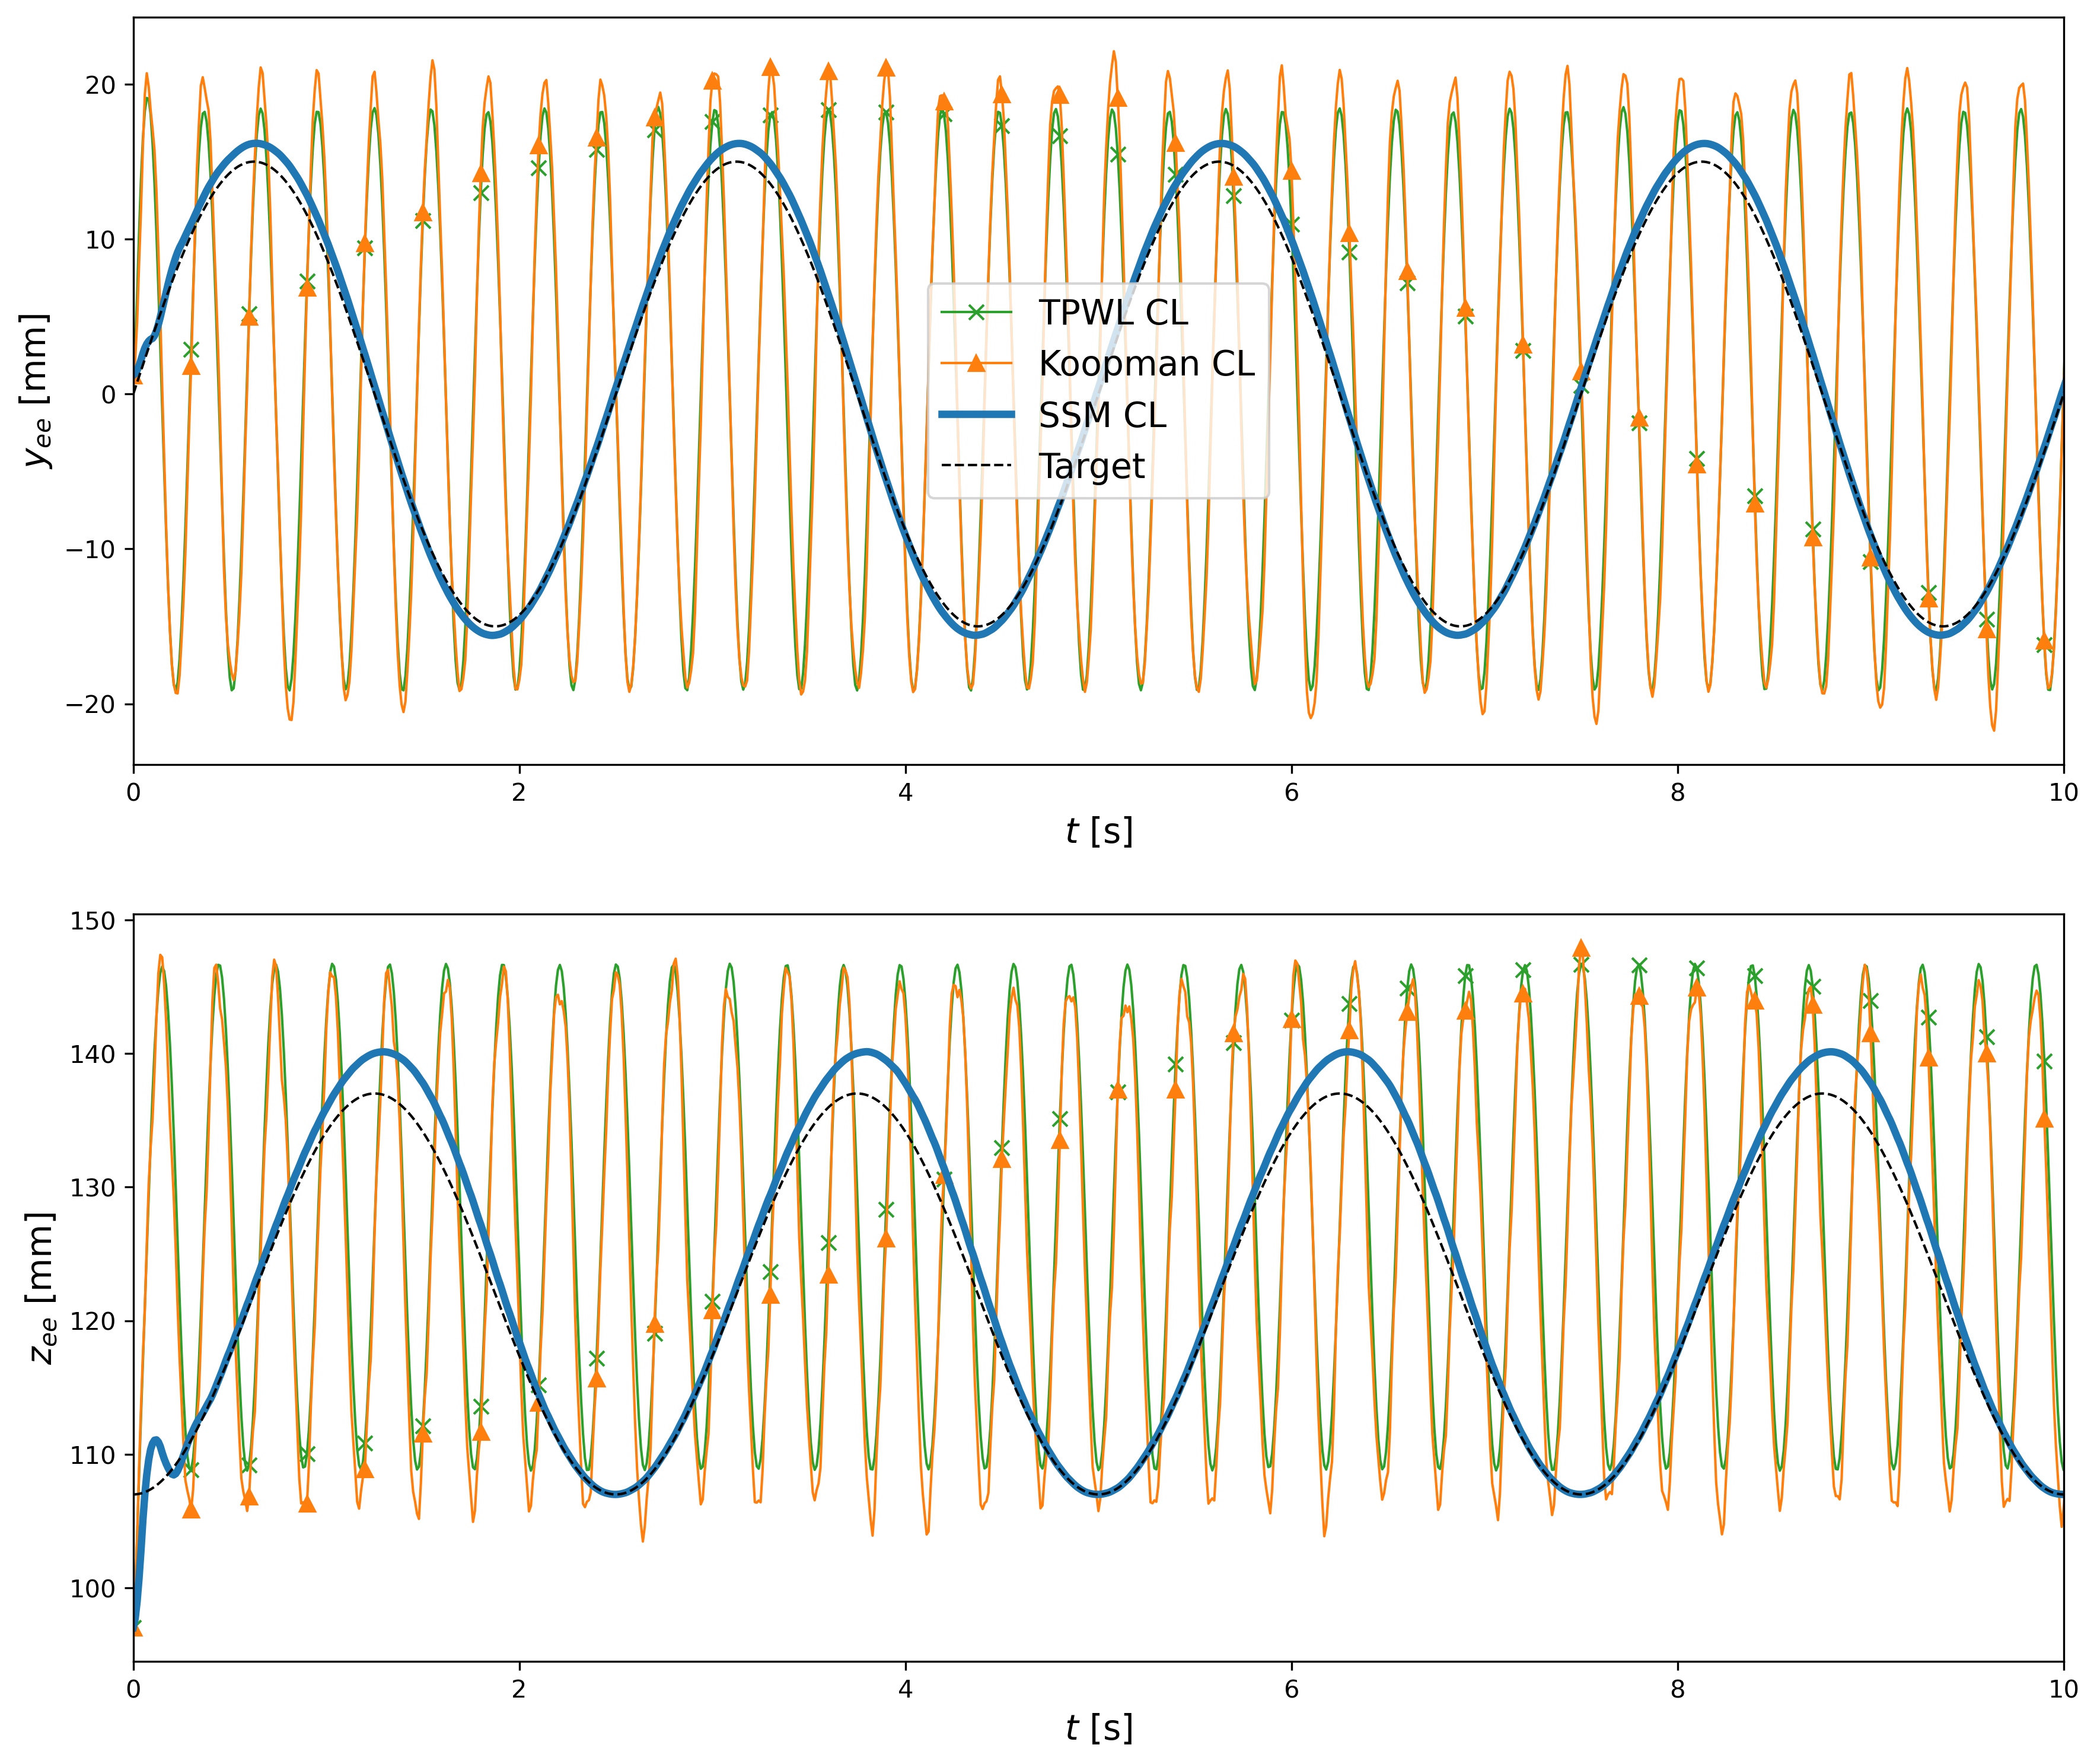 20
10
0
−10
−20
y_ee [mm]
TPWL CL
Koopman CL
SSM CL
Target
0 2 4 6 8 10
t [s]
150
140
130
120
110
100
z_ee [mm]
0 2 4 6 8 10
t [s]